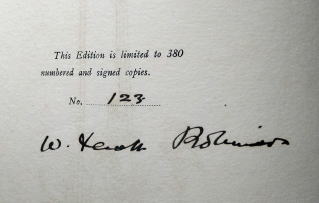 This Edition is limited to 380
numbered and signed copies.
No. 123
W. Heath Robinson